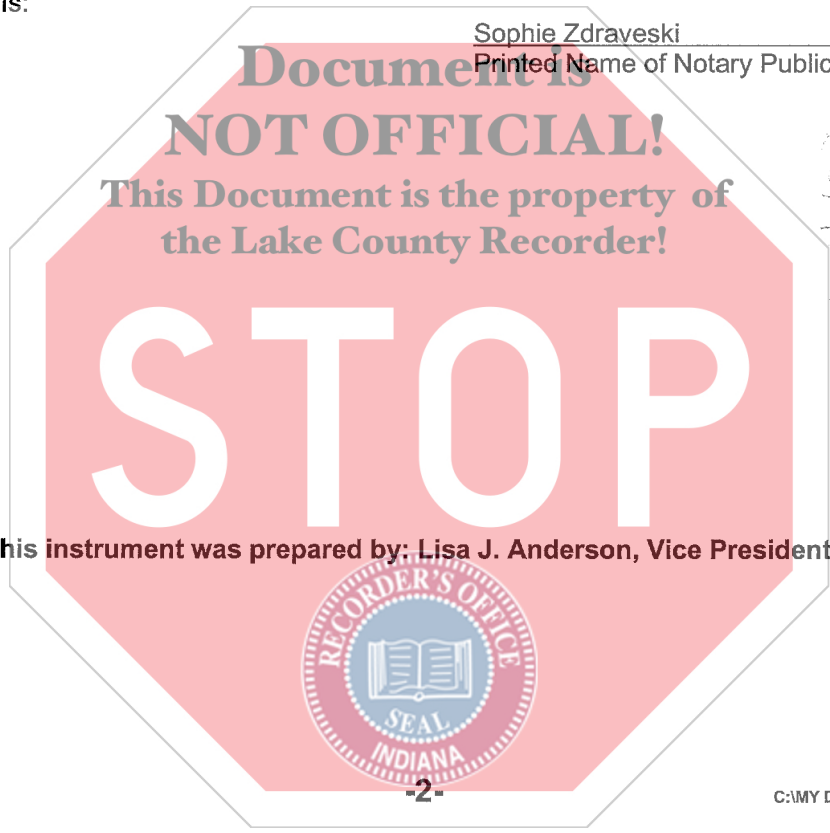 is:
Sophie Zdraveski
Printed Name of Notary Public
Document is
NOT OFFICIAL!
This Document is the property of
the Lake County Recorder!
STOP
his instrument was prepared by: Lisa J. Anderson, Vice President
RECORDER'S OFFICE
SEAL
INDIANA
-2-
C:\MY D